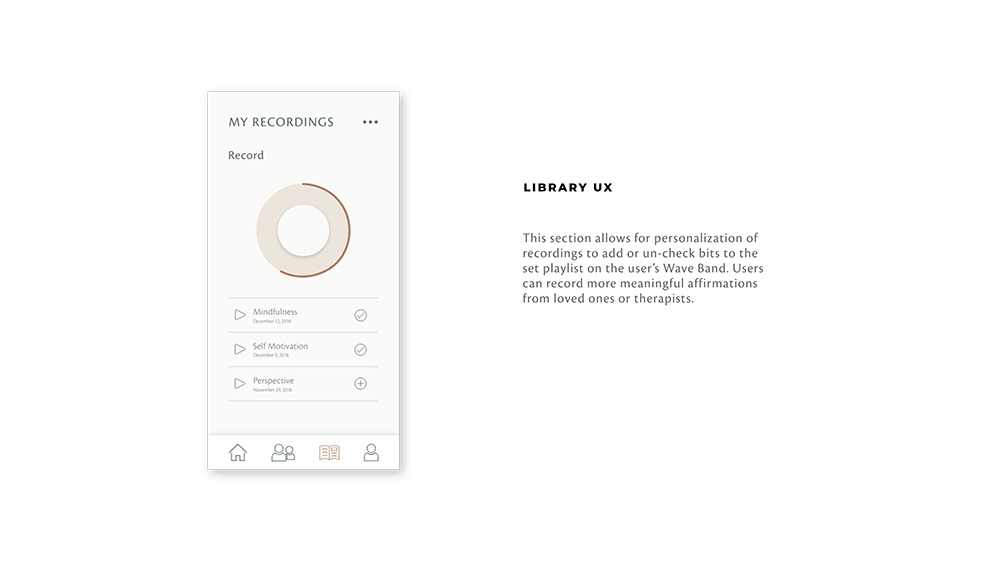 MY RECORDINGS
Record
Mindfulness
December 12, 2018
Self Motivation
December 9, 2018
Perspective
November 29, 2018
LIBRARY UX
This section allows for personalization of
recordings to add or un-check bits to the
set playlist on the user's Wave Band. Users
can record more meaningful affirmations
from loved ones or therapists.